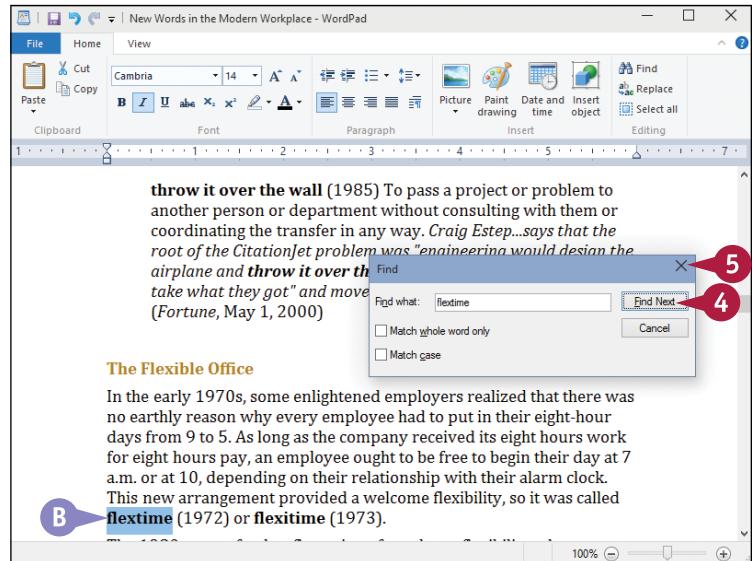 New Words in the Modern Workplace - WordPad
File Home View
Paste
Cut
Copy
Clipboard
Cambria 14 A A
B I U abc X₂ X² A
Font
Paragraph
Picture
Paint drawing
Date and time
Insert object
Insert
Find
Replace
Select all
Editing
1 1 2 3 4 5 7
throw it over the wall (1985) To pass a project or problem to
another person or department without consulting with them or
coordinating the transfer in any way. Craig Estep...says that the
root of the CitationJet problem was "engineering would design the
airplane and throw it over th
take what they got" and move
(Fortune, May 1, 2000)
Find
5
Find what: flextime Find Next
4
Match whole word only Cancel
Match case
The Flexible Office
In the early 1970s, some enlightened employers realized that there was
no earthly reason why every employee had to put in their eight-hour
days from 9 to 5. As long as the company received its eight hours work
for eight hours pay, an employee ought to be free to begin their day at 7
a.m. or at 10, depending on their relationship with their alarm clock.
This new arrangement provided a welcome flexibility, so it was called
B
flextime (1972) or flexitime (1973).
100%